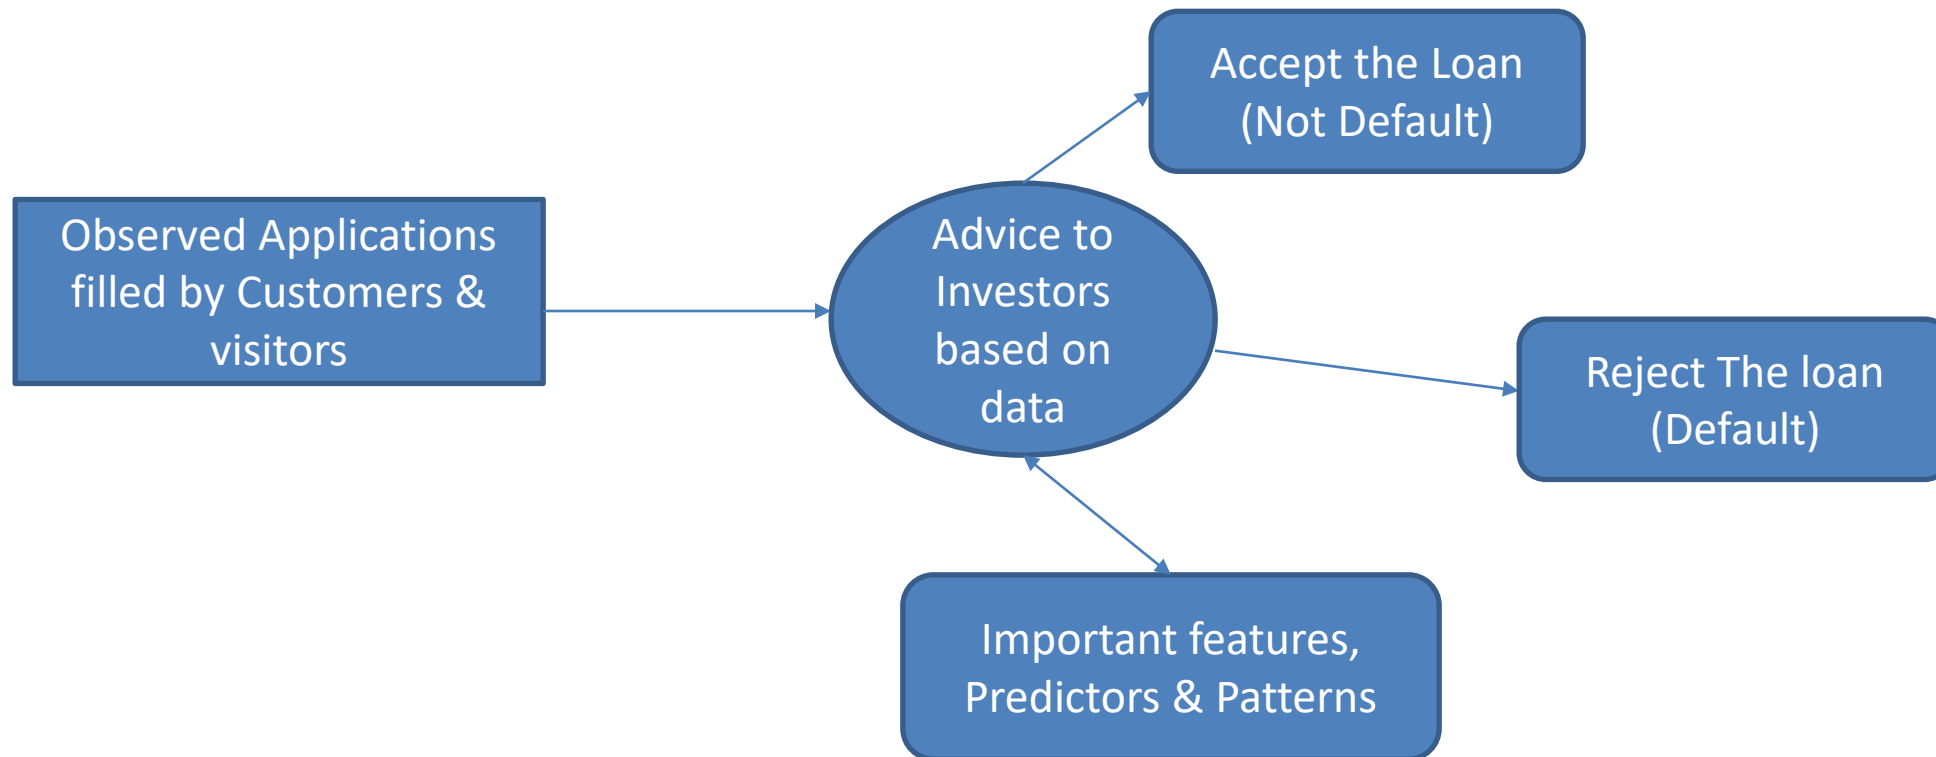 Accept the Loan
(Not Default)
Observed Applications
filled by Customers &
visitors
Advice to
Investors
based on
data
Reject The loan
(Default)
Important features,
Predictors & Patterns